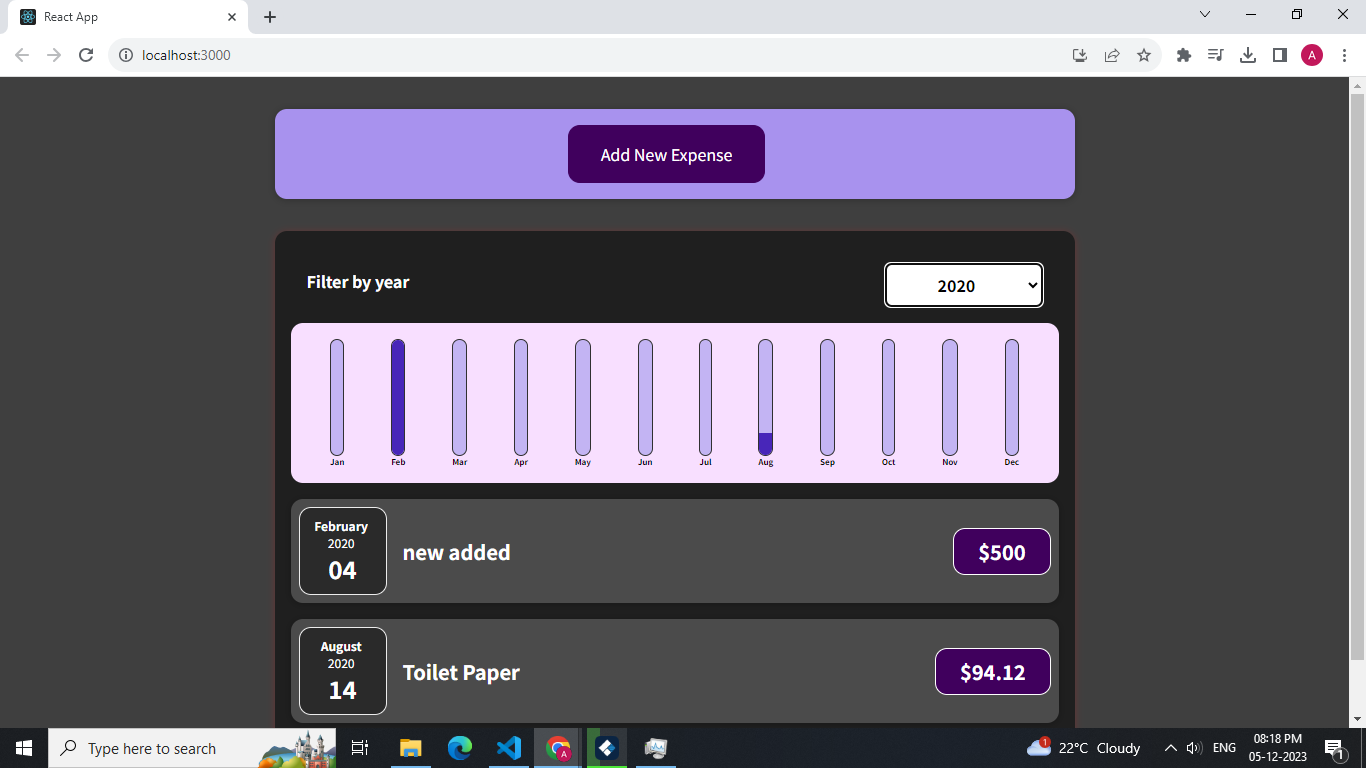 React App
localhost:3000
A
Add New Expense
Filter by year
2020
Jan Feb Mar Apr May Jun Jul Aug Sep Oct Nov Dec
February
2020
04
new added
$500
August
2020
14
Toilet Paper
$94.12
Type here to search
A
1
22°C Cloudy
ENG
08:18 PM
05-12-2023
1